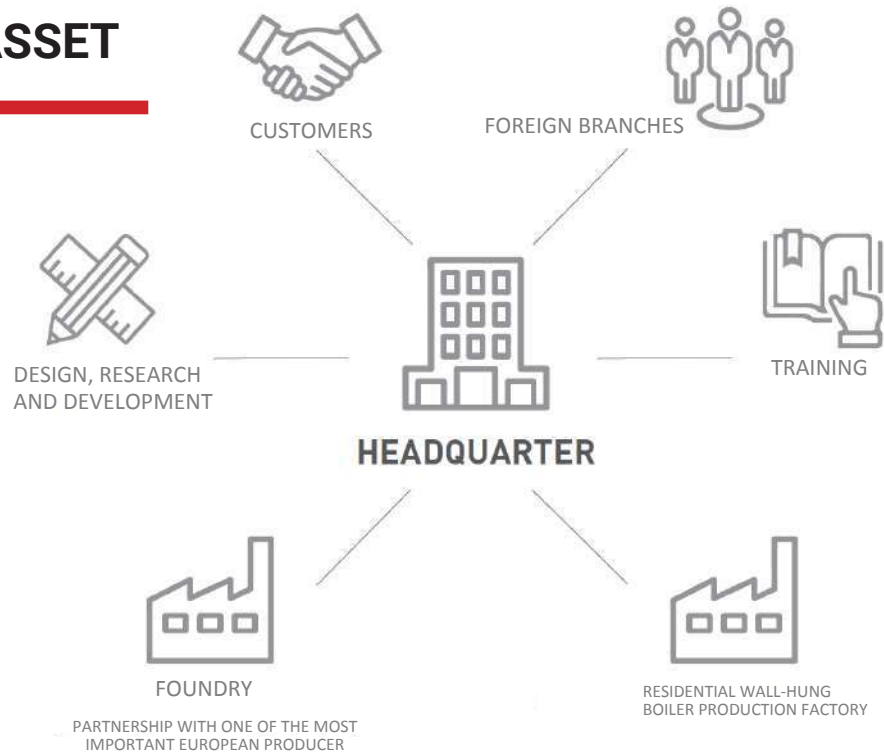 ASSET
CUSTOMERS
FOREIGN BRANCHES
DESIGN, RESEARCH
AND DEVELOPMENT
TRAINING
HEADQUARTER
FOUNDRY
PARTNERSHIP WITH ONE OF THE MOST
IMPORTANT EUROPEAN PRODUCER
RESIDENTIAL WALL-HUNG
BOILER PRODUCTION FACTORY